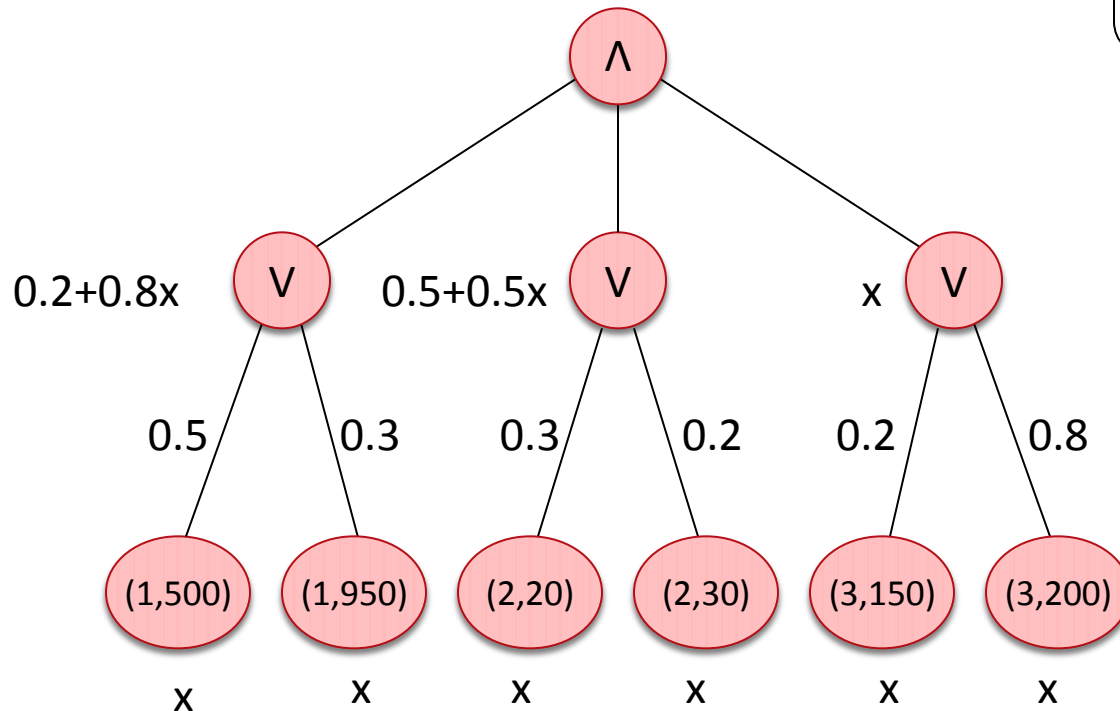 Λ
0.2+0.8x V 0.5+0.5x V x V
0.5 0.3 0.3 0.2 0.2 0.8
(1,500) (1,950) (2,20) (2,30) (3,150) (3,200)
x x x x x x